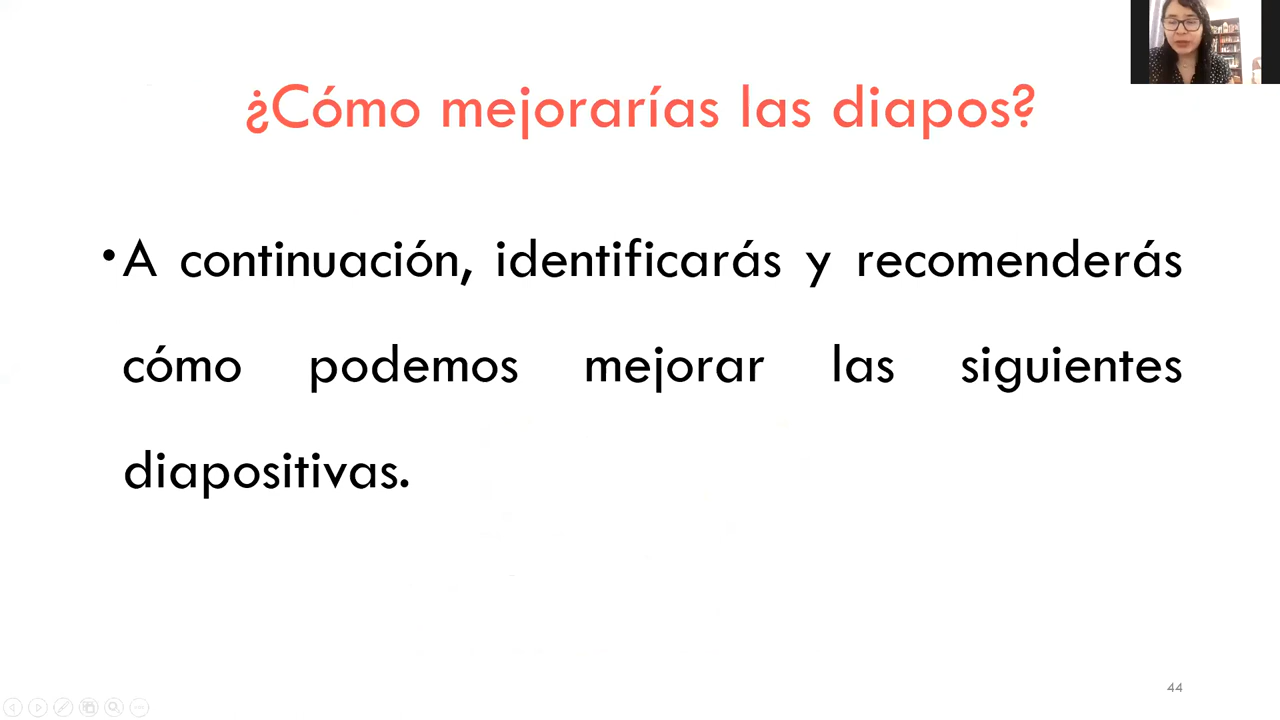 ¿Cómo mejorarías las diapos?
•A continuación, identificarás y recomenderás
cómo podemos mejorar las siguientes
diapositivas.
44